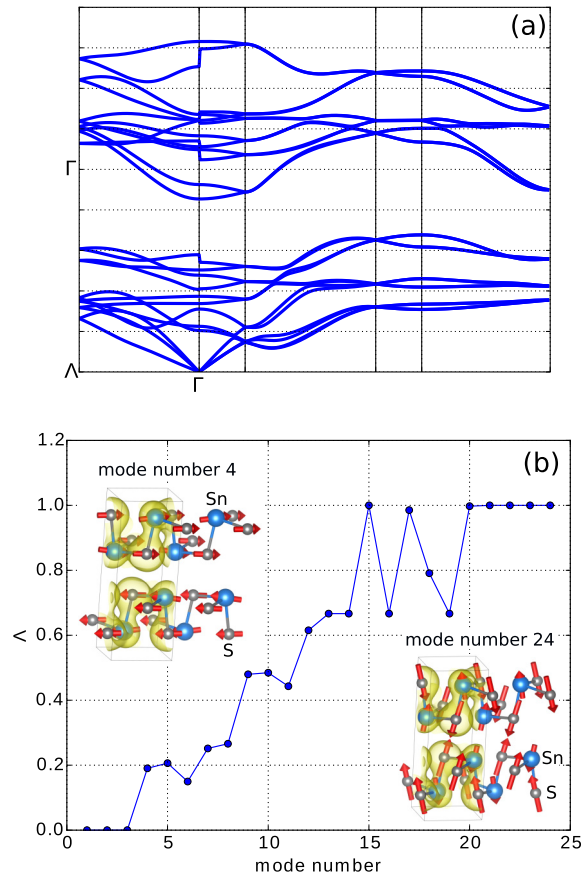 (a)
Γ
Λ
Γ
(b)
1.2
mode number 4
Sn
1.0
0.8
S
Λ
0.6
mode number 24
0.4
Sn
S
0.2
0.0
0 5 10 15 20 25
mode number